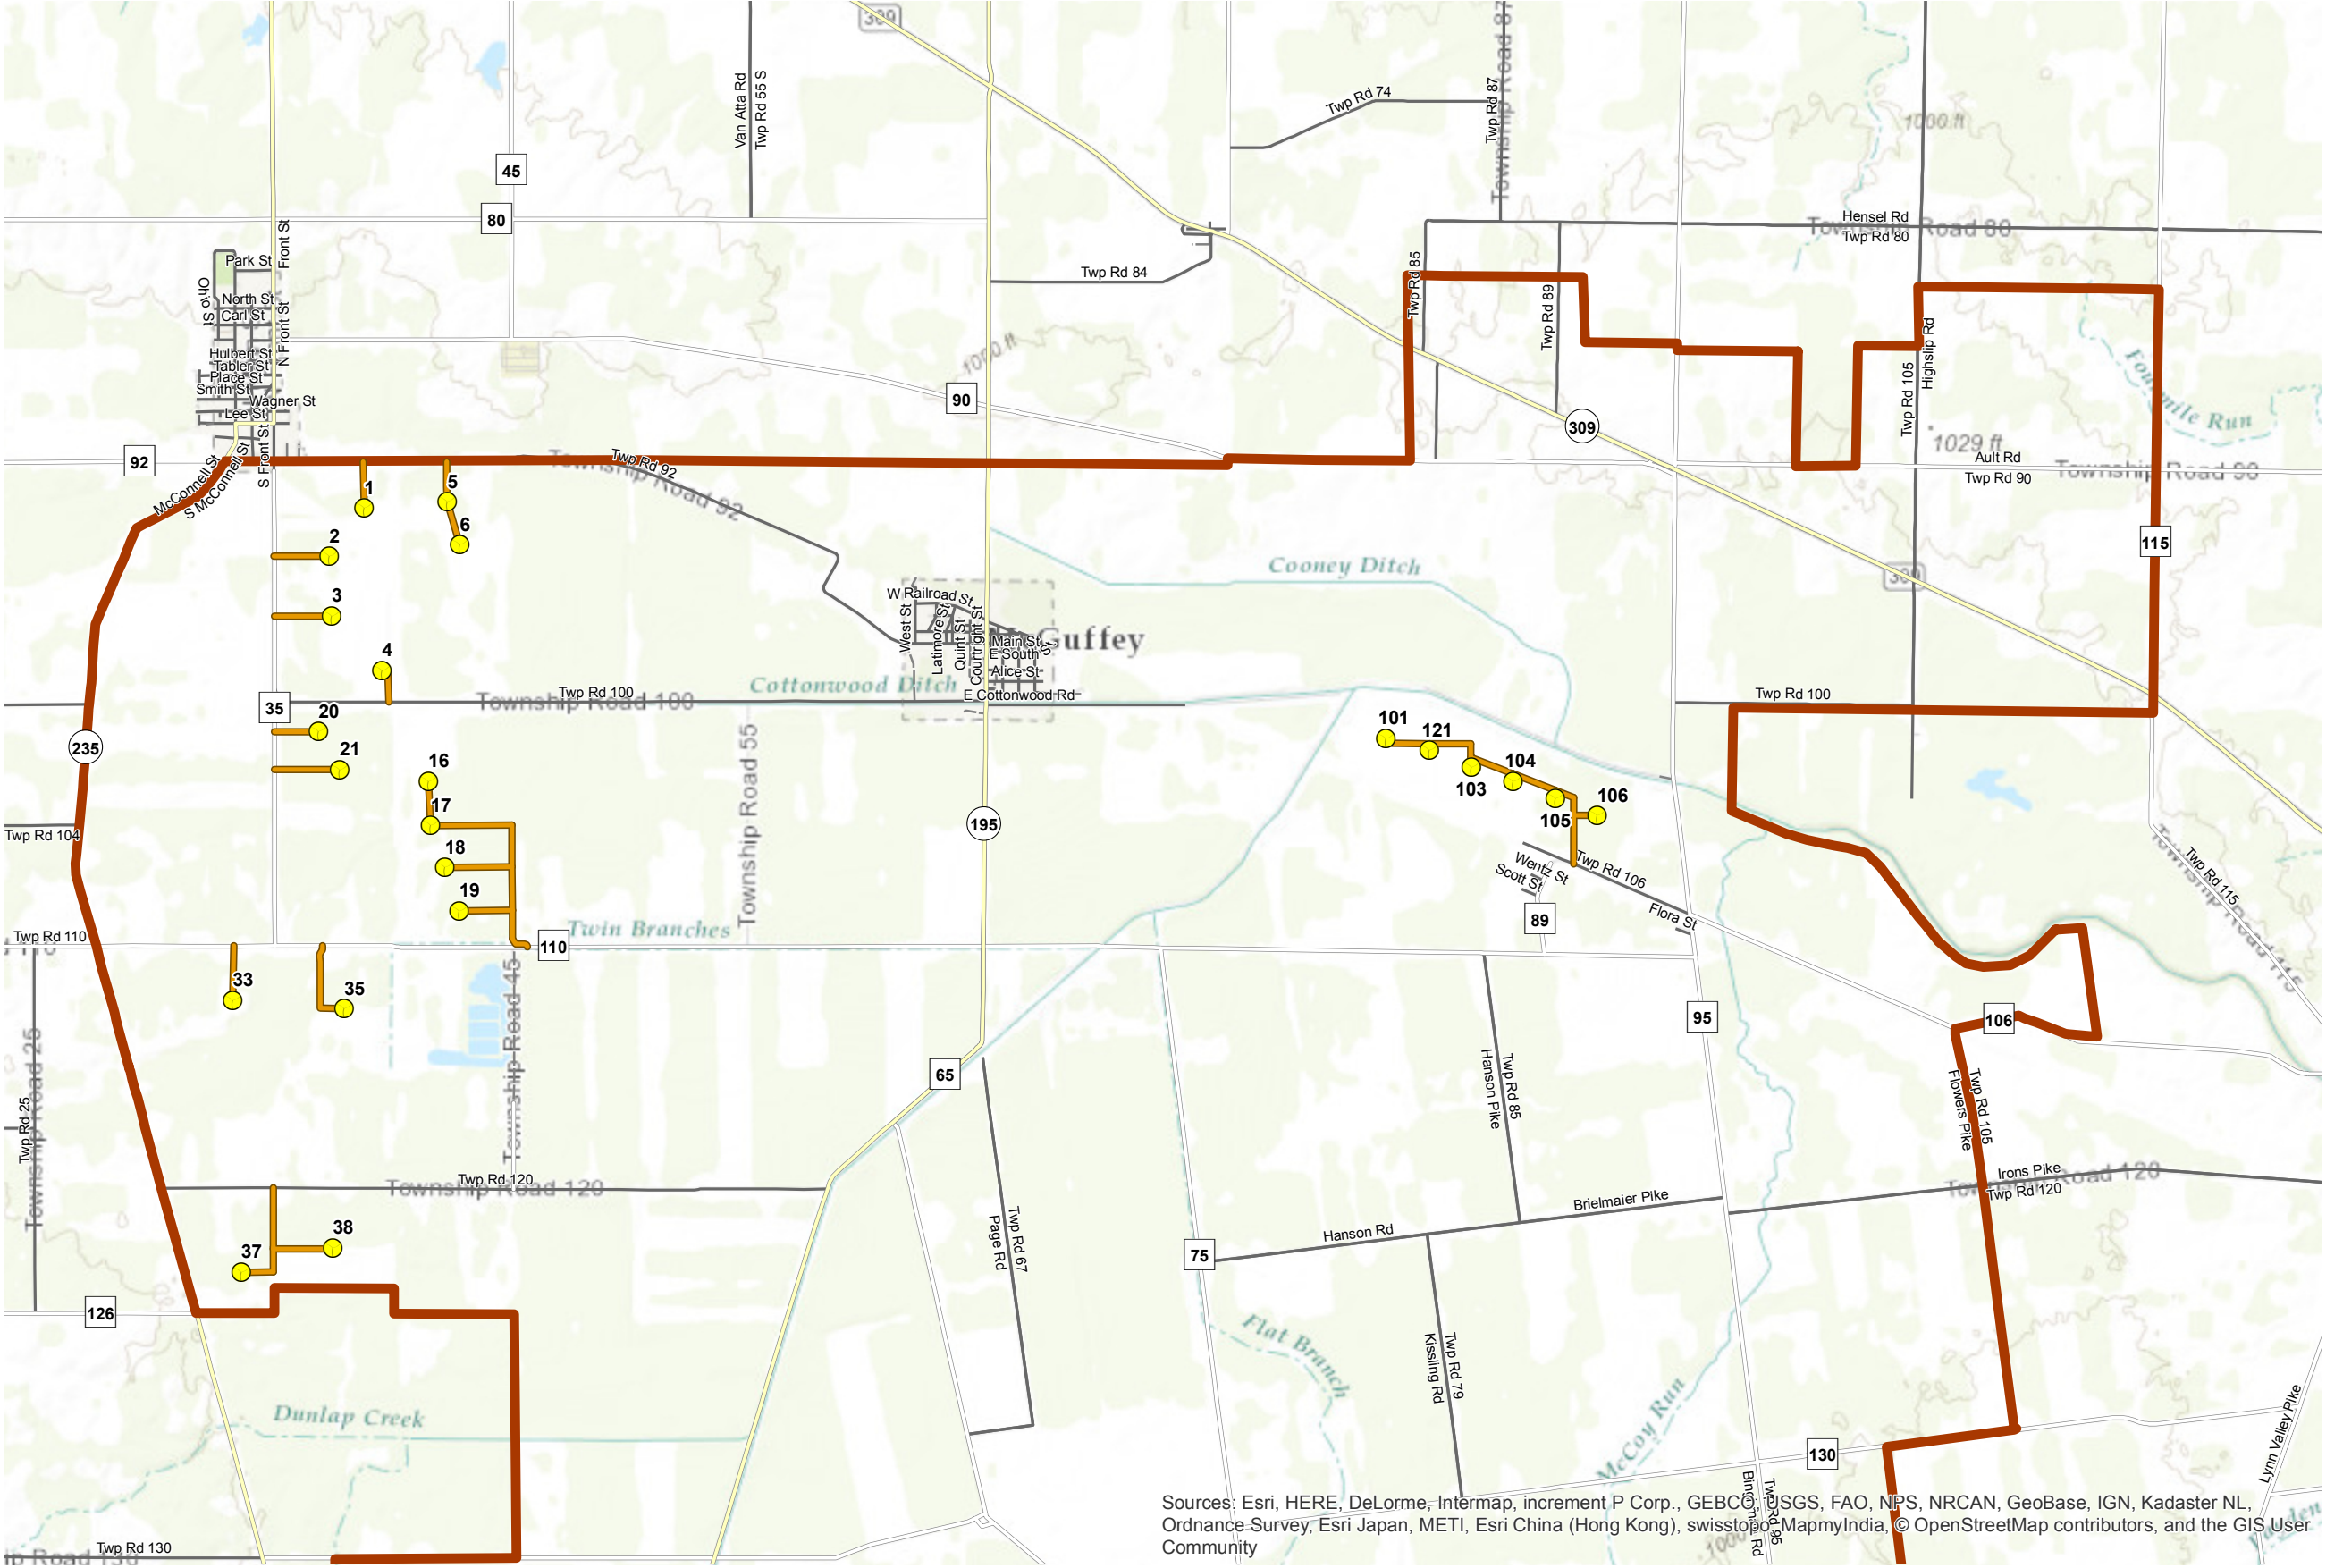 309
Township Road 87
Twp Rd 87
Twp Rd 74
Van Atta Rd
Twp Rd 55 S
1000 ft
45
80
Front St
Hensel Rd
Township Road 80
Twp Rd 80
Park St
Ohio St
North St
Carl St
N Front St
Twp Rd 84
Twp Rd 85
Twp Rd 89
Highslip Rd
Twp Rd 105
Fourmile Run
1000 ft
Hulbert St
Tabler St
Place St
Smith St
Wagner St
Lee St
90
309
1029 ft
Ault Rd
Twp Rd 90
Township Road 90
92
S Front St
McConnell St
S McConnell St
Twp Rd 92
Township Road 92
1
5
6
2
3
4
115
309
Cooney Ditch
W Railroad St
West St
Latimore St
Quint St
Courtright St
Main St
E South St
Alice St
Guffey
E Cottonwood Rd
Cottonwood Ditch
Twp Rd 100
Township Road 100
Twp Rd 100
35
20
21
235
16
17
18
19
Township Road 55
195
101
121
103
104
105
106
Twp Rd 104
Wentz St
Scott St
Twp Rd 106
Flora St
89
Twp Rd 115
Township Road 115
Twp Rd 110
110
Twin Branches
33
35
Township Road 45
Township Road 25
Twp Rd 25
65
95
106
Twp Rd 85
Hanson Pike
Twp Rd 105
Flowers Pike
Twp Rd 120
Township Road 120
Irons Pike
Township Road 120
Twp Rd 120
Brielmaier Pike
Hanson Rd
Twp Rd 67
Page Rd
75
38
37
126
Flat Branch
Twp Rd 79
Kissling Rd
McCoy Run
Dunlap Creek
130
Lynn Valley Pike
Twp Rd 95
Twp Rd 130
1000
Sources: Esri, HERE, DeLorme, Intermap, increment P Corp., GEBCO, USGS, FAO, NPS, NRCAN, GeoBase, IGN, Kadaster NL,
Ordnance Survey, Esri Japan, METI, Esri China (Hong Kong), swisstopo, MapmyIndia, © OpenStreetMap contributors, and the GIS User
Community